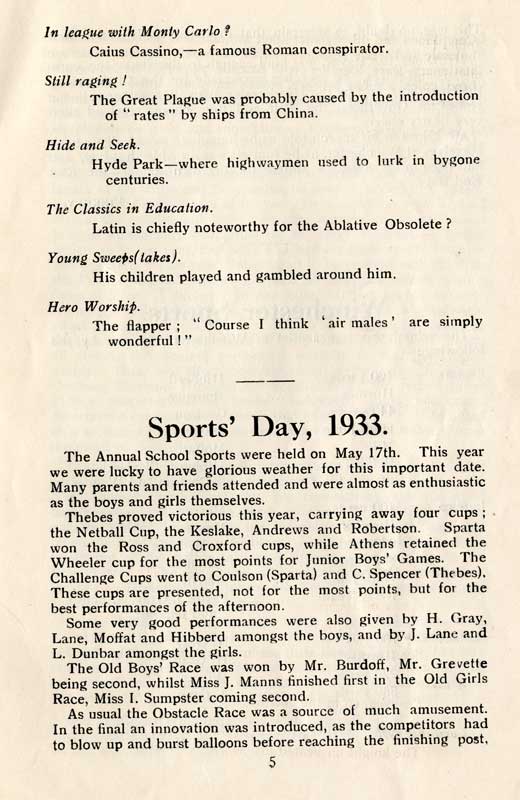 In league with Monty Carlo?
Caius Cassino,—a famous Roman conspirator.
Still raging!
The Great Plague was probably caused by the introduction
of "rates" by ships from China.
Hide and Seek.
Hyde Park—where highwaymen used to lurk in bygone
centuries.
The Classics in Education.
Latin is chiefly noteworthy for the Ablative Obsolete?
Young Sweeps(takes).
His children played and gambled around him.
Hero Worship.
The flapper; "Course I think 'air males' are simply
wonderful!"
Sports' Day, 1933.
The Annual School Sports were held on May 17th. This year
we were lucky to have glorious weather for this important date.
Many parents and friends attended and were almost as enthusiastic
as the boys and girls themselves.
Thebes proved victorious this year, carrying away four cups;
the Netball Cup, the Keslake, Andrews and Robertson. Sparta
won the Ross and Croxford cups, while Athens retained the
Wheeler cup for the most points for Junior Boys' Games. The
Challenge Cups went to Coulson (Sparta) and C. Spencer (Thebes).
These cups are presented, not for the most points, but for the
best performances of the afternoon.
Some very good performances were also given by H. Gray,
Lane, Moffat and Hibberd amongst the boys, and by J. Lane and
L. Dunbar amongst the girls.
The Old Boys' Race was won by Mr. Burdoff, Mr. Grevette
being second, whilst Miss J. Manns finished first in the Old Girls
Race, Miss I. Sumpster coming second.
As usual the Obstacle Race was a source of much amusement.
In the final an innovation was introduced, as the competitors had
to blow up and burst balloons before reaching the finishing post.
5